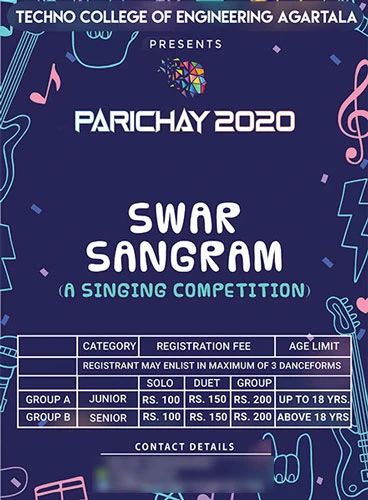 TECHNO COLLEGE OF ENGINEERING AGARTALA
PRESENTS
PARICHAY 2020
SWAR
SANGRAM
(A SINGING COMPETITION)
CATEGORY REGISTRATION FEE AGE LIMIT
REGISTRANT MAY ENLIST IN MAXIMUM OF 3 DANCEFORMS
SOLO DUET GROUP
GROUP A JUNIOR RS. 100 RS. 150 RS. 200 UP TO 18 YRS.
GROUP B SENIOR RS. 100 RS. 150 RS. 200 ABOVE 18 YRS
CONTACT DETAILS